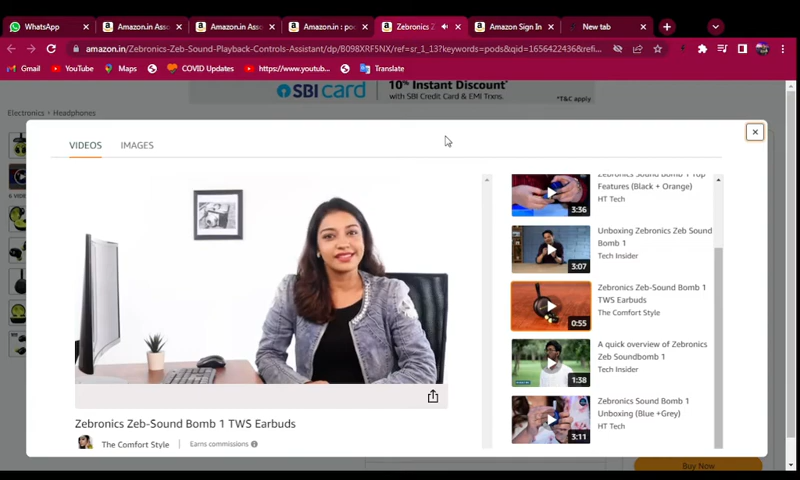 WhatsApp
Amazon.in Asso
Amazon.in Asso
Amazon.in : po
Zebronics Z
Amazon Sign In
New tab
amazon.in/Zebronics-Zeb-Sound-Playback-Controls-Assistant/dp/B098XRF5NX/ref=sr_1_13?keywords=pods&qid=1656422436&refi...
Gmail
YouTube
Maps
COVID Updates
https://www.youtub...
Translate
SBI card
10% Instant Discount*
with SBI Credit Card & EMI Trxns.
*T&C apply
Electronics › Headphones
VIDEOS
IMAGES
6 VIDEOS
Zebronics Sound Bomb 1 Top
Features (Black + Orange)
HT Tech
3:36
Unboxing Zebronics Zeb Sound
Bomb 1
Tech Insider
3:07
Zebronics Zeb-Sound Bomb 1
TWS Earbuds
The Comfort Style
0:55
A quick overview of Zebronics
Zeb Soundbomb 1
Tech Insider
1:38
Zebronics Sound Bomb 1
Unboxing (Blue +Grey)
HT Tech
3:11
Zebronics Zeb-Sound Bomb 1 TWS Earbuds
The Comfort Style
Earns commissions
Buy Now